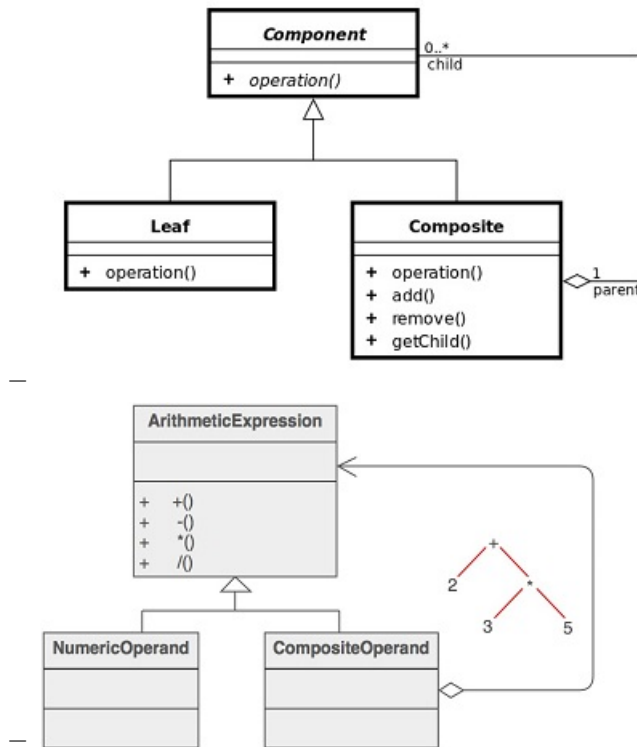 Component
+ operation()
0..*
child
Leaf
+ operation()
Composite
+ operation()
+ add()
+ remove()
+ getChild()
1
parent
ArithmeticExpression
+ +()
+ -()
+ *()
+ /()
+
2 *
3 5
NumericOperand
CompositeOperand